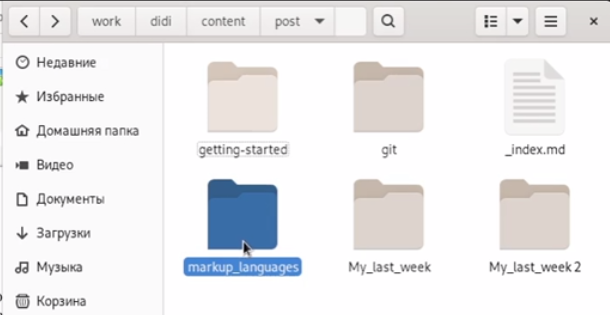 work didi content post
Недавние
Избранные
Домашняя папка
Видео
Документы
Загрузки
Музыка
Корзина
getting-started git _index.md
markup_languages My_last_week My_last_week 2